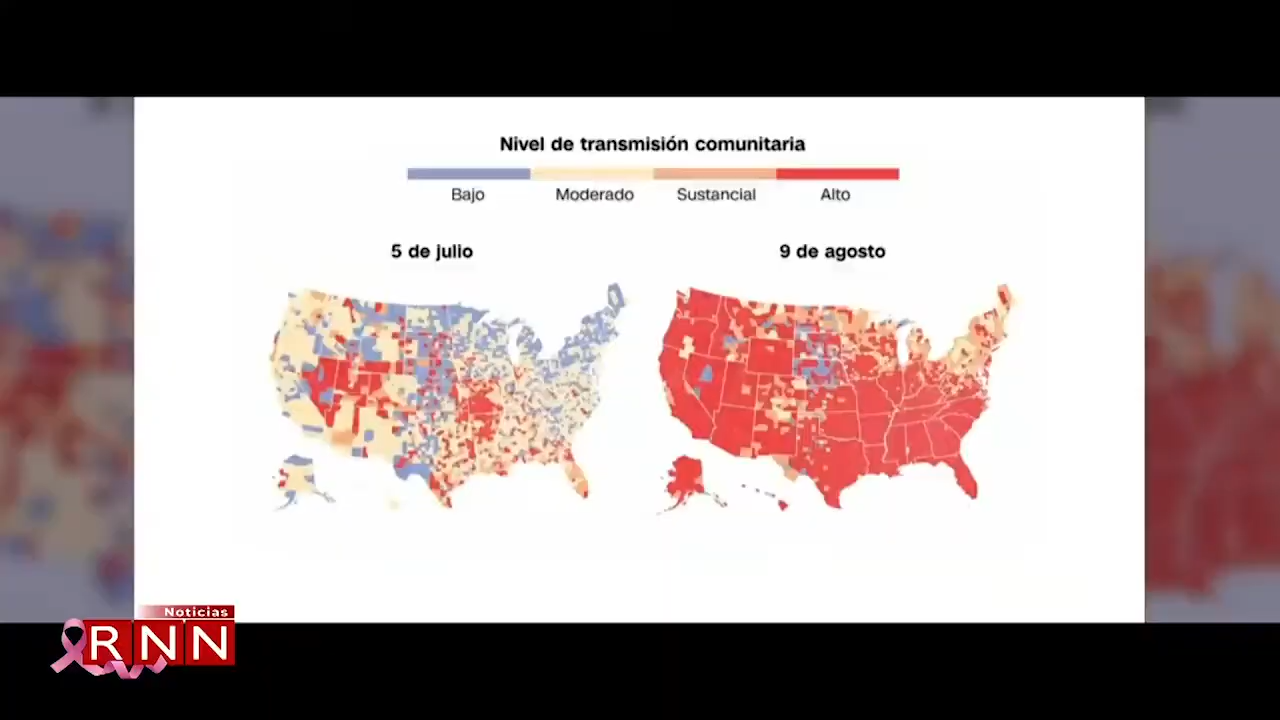 Nivel de transmisión comunitaria
Bajo Moderado Sustancial Alto
5 de julio 9 de agosto
Noticias
RNN